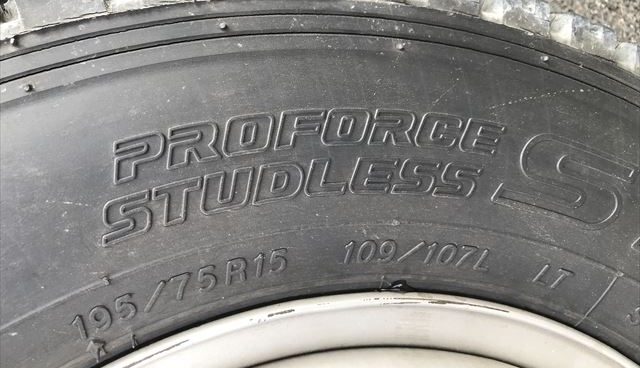 PROFORCE
STUDLESS S
195/75R15 109/107L LT